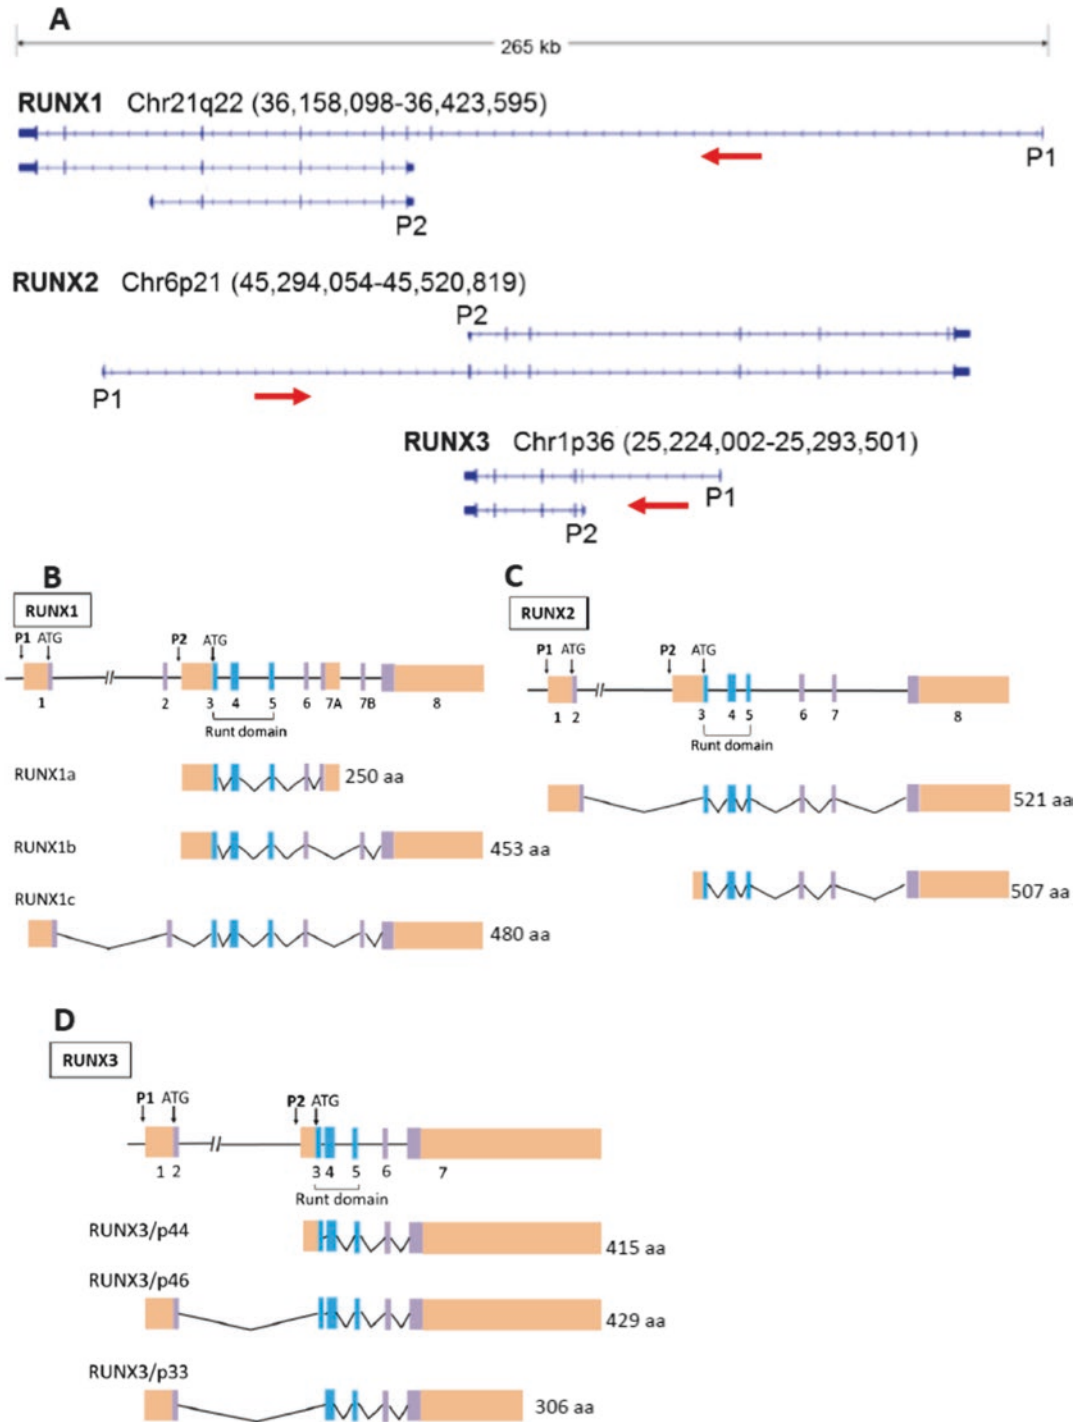 A
265 kb
RUNX1 Chr21q22 (36,158,098-36,423,595)
P1
P2
RUNX2 Chr6p21 (45,294,054-45,520,819)
P2
P1
RUNX3 Chr1p36 (25,224,002-25,293,501)
P1
P2
B
RUNX1
P1 ATG P2 ATG
1 2 3 4 5 6 7A 7B 8
Runt domain
RUNX1a 250 aa
RUNX1b 453 aa
RUNX1c 480 aa
C
RUNX2
P1 ATG P2 ATG
1 2 3 4 5 6 7 8
Runt domain
521 aa
507 aa
D
RUNX3
P1 ATG P2 ATG
1 2 3 4 5 6 7
Runt domain
RUNX3/p44 415 aa
RUNX3/p46 429 aa
RUNX3/p33 306 aa